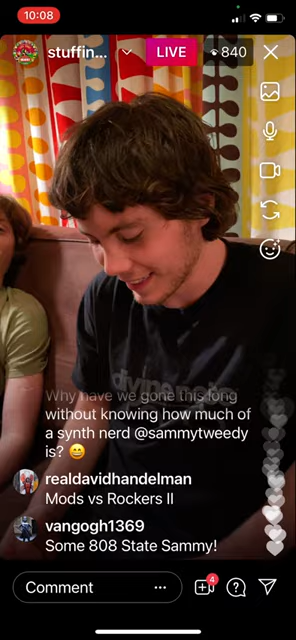 10:08
stuffin...
LIVE
840
divine
Why have we gone this long
without knowing how much of
a synth nerd @sammytweedy
is? 😄
realdavidhandelman
Mods vs Rockers II
vangogh1369
Some 808 State Sammy!
Comment
4